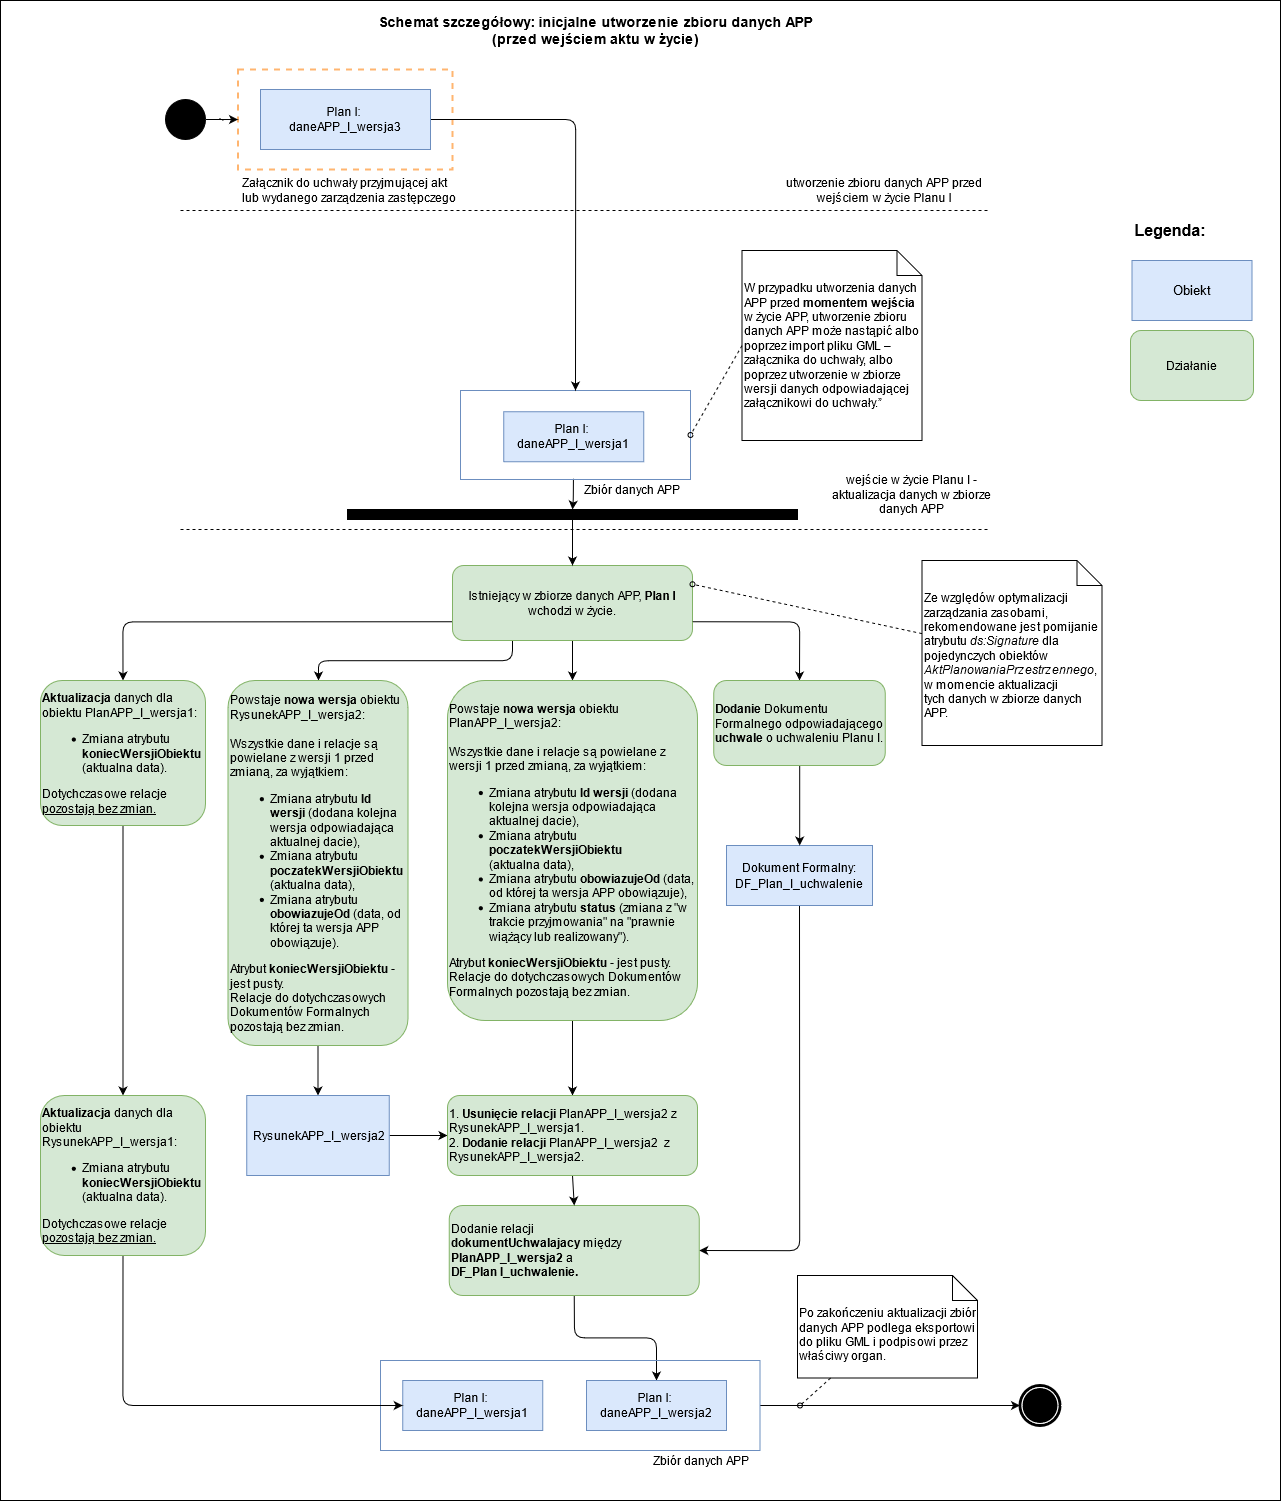 Schemat szczegółowy: inicjalne utworzenie zbioru danych APP
(przed wejściem aktu w życie)
Plan I:
daneAPP_I_wersja3
Załącznik do uchwały przyjmującej akt
lub wydanego zarządzenia zastępczego
utworzenie zbioru danych APP przed
wejściem w życie Planu I
Legenda:
Obiekt
Działanie
W przypadku utworzenia danych
APP przed momentem wejścia
w życie APP, utworzenie zbioru
danych APP może nastąpić albo
poprzez import pliku GML –
załącznika do uchwały, albo
poprzez utworzenie w zbiorze
wersji danych odpowiadającej
załącznikowi do uchwały.”
Plan I:
daneAPP_I_wersja1
Zbiór danych APP
wejście w życie Planu I -
aktualizacja danych w zbiorze
danych APP
Istniejący w zbiorze danych APP, Plan I
wchodzi w życie.
Ze względów optymalizacji
zarządzania zasobami,
rekomendowane jest pomijanie
atrybutu ds:Signature dla
pojedynczych obiektów
AktPlanowaniaPrzestrzennego,
w momencie aktualizacji
tych danych w zbiorze danych
APP.
Aktualizacja danych dla
obiektu PlanAPP_I_wersja1:
• Zmiana atrybutu
koniecWersjiObiektu
(aktualna data).
Dotychczasowe relacje
pozostają bez zmian.
Powstaje nowa wersja obiektu
RysunekAPP_I_wersja2:
Wszystkie dane i relacje są
powielane z wersji 1 przed
zmianą, za wyjątkiem:
• Zmiana atrybutu Id
wersji (dodana kolejna
wersja odpowiadająca
aktualnej dacie),
• Zmiana atrybutu
poczatekWersjiObiektu
(aktualna data),
• Zmiana atrybutu
obowiazujeOd (data, od
której ta wersja APP
obowiązuje).
Atrybut koniecWersjiObiektu -
jest pusty.
Relacje do dotychczasowych
Dokumentów Formalnych
pozostają bez zmian.
Powstaje nowa wersja obiektu
PlanAPP_I_wersja2:
Wszystkie dane i relacje są powielane z
wersji 1 przed zmianą, za wyjątkiem:
• Zmiana atrybutu Id wersji (dodana
kolejna wersja odpowiadająca
aktualnej dacie),
• Zmiana atrybutu
poczatekWersjiObiektu
(aktualna data),
• Zmiana atrybutu obowiazujeOd (data,
od której ta wersja APP obowiązuje),
• Zmiana atrybutu status (zmiana z "w
trakcie przyjmowania" na "prawnie
wiążący lub realizowany").
Atrybut koniecWersjiObiektu - jest pusty.
Relacje do dotychczasowych Dokumentów
Formalnych pozostają bez zmian.
Dodanie Dokumentu
Formalnego odpowiadającego
uchwale o uchwaleniu Planu I.
Dokument Formalny:
DF_Plan_I_uchwalenie
Aktualizacja danych dla
obiektu
RysunekAPP_I_wersja1:
• Zmiana atrybutu
koniecWersjiObiektu
(aktualna data).
Dotychczasowe relacje
pozostają bez zmian.
RysunekAPP_I_wersja2
1. Usunięcie relacji PlanAPP_I_wersja2 z
RysunekAPP_I_wersja1.
2. Dodanie relacji PlanAPP_I_wersja2 z
RysunekAPP_I_wersja2.
Dodanie relacji
dokumentUchwalajacy między
PlanAPP_I_wersja2 a
DF_Plan I_uchwalenie.
Po zakończeniu aktualizacji zbiór
danych APP podlega eksportowi
do pliku GML i podpisowi przez
właściwy organ.
Plan I:
daneAPP_I_wersja1
Plan I:
daneAPP_I_wersja2
Zbiór danych APP